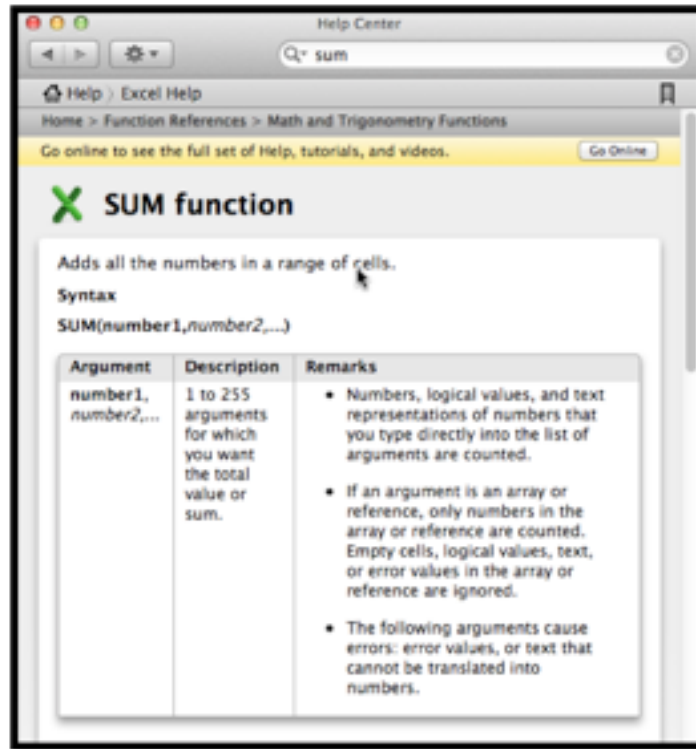 Help Center
sum
Help > Excel Help
Home > Function References > Math and Trigonometry Functions
Go online to see the full set of Help, tutorials, and videos.
Go Online
SUM function
Adds all the numbers in a range of cells.
Syntax
SUM(number1,number2,...)
Argument
Description
Remarks
number1,
number2,...
1 to 255
arguments
for which
you want
the total
value or
sum.
• Numbers, logical values, and text
representations of numbers that
you type directly into the list of
arguments are counted.
• If an argument is an array or
reference, only numbers in the
array or reference are counted.
Empty cells, logical values, text,
or error values in the array or
reference are ignored.
• The following arguments cause
errors: error values, or text that
cannot be translated into
numbers.